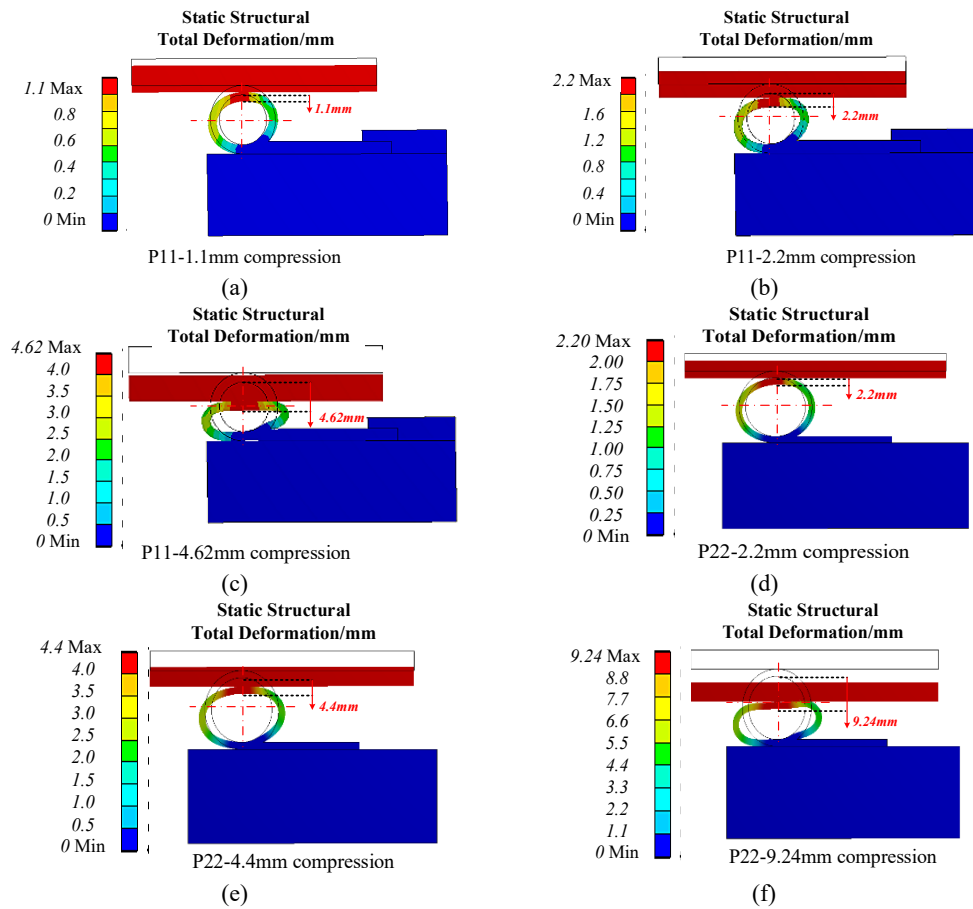 Static Structural
Total Deformation/mm
1.1 Max
0.8
0.6
0.4
0.2
0 Min
1.1mm
P11-1.1mm compression
(a)
Static Structural
Total Deformation/mm
2.2 Max
1.6
1.2
0.8
0.4
0 Min
2.2mm
P11-2.2mm compression
(b)
Static Structural
Total Deformation/mm
4.62 Max
4.0
3.5
3.0
2.5
2.0
1.5
1.0
0.5
0 Min
4.62mm
P11-4.62mm compression
(c)
Static Structural
Total Deformation/mm
2.20 Max
2.00
1.75
1.50
1.25
1.00
0.75
0.50
0.25
0 Min
2.2mm
P22-2.2mm compression
(d)
Static Structural
Total Deformation/mm
4.4 Max
4.0
3.5
3.0
2.5
2.0
1.5
1.0
0.5
0 Min
4.4mm
P22-4.4mm compression
(e)
Static Structural
Total Deformation/mm
9.24 Max
8.8
7.7
6.6
5.5
4.4
3.3
2.2
1.1
0 Min
9.24mm
P22-9.24mm compression
(f)